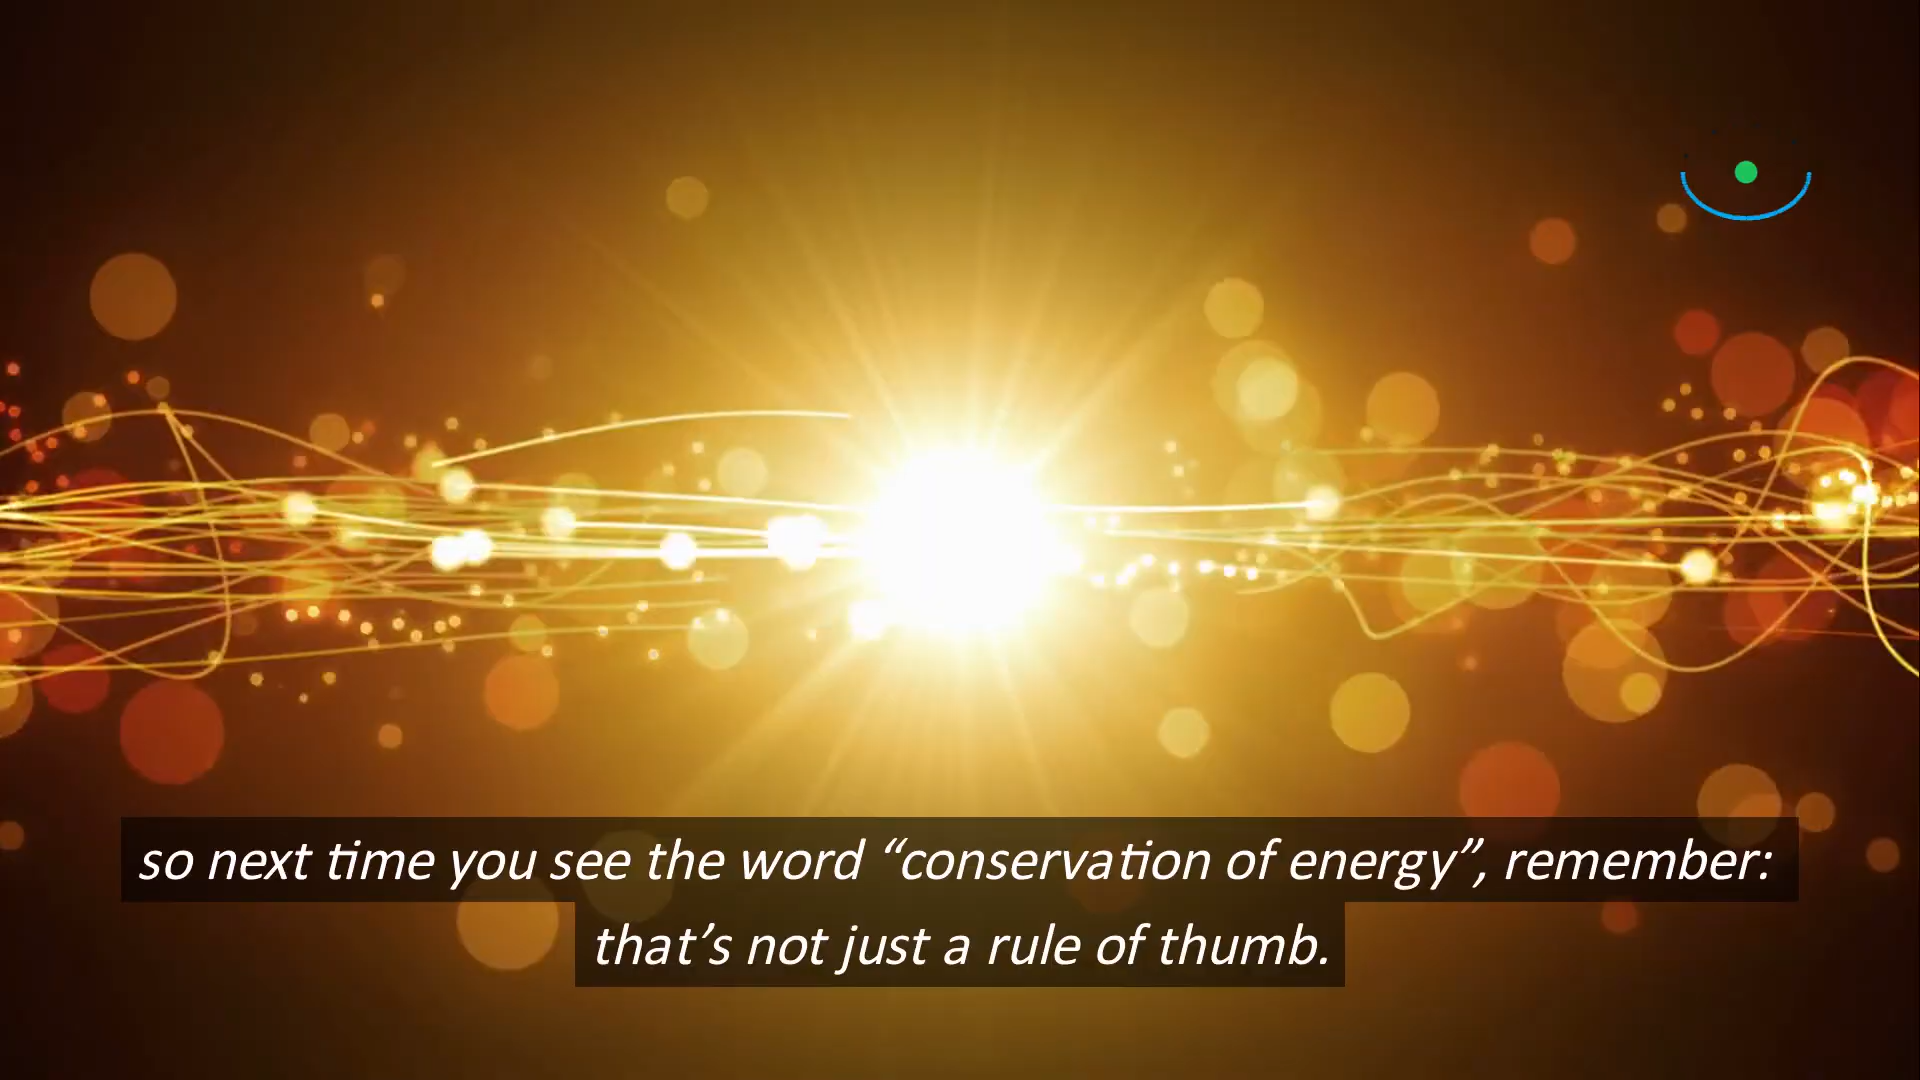 so next time you see the word “conservation of energy”, remember:
that’s not just a rule of thumb.